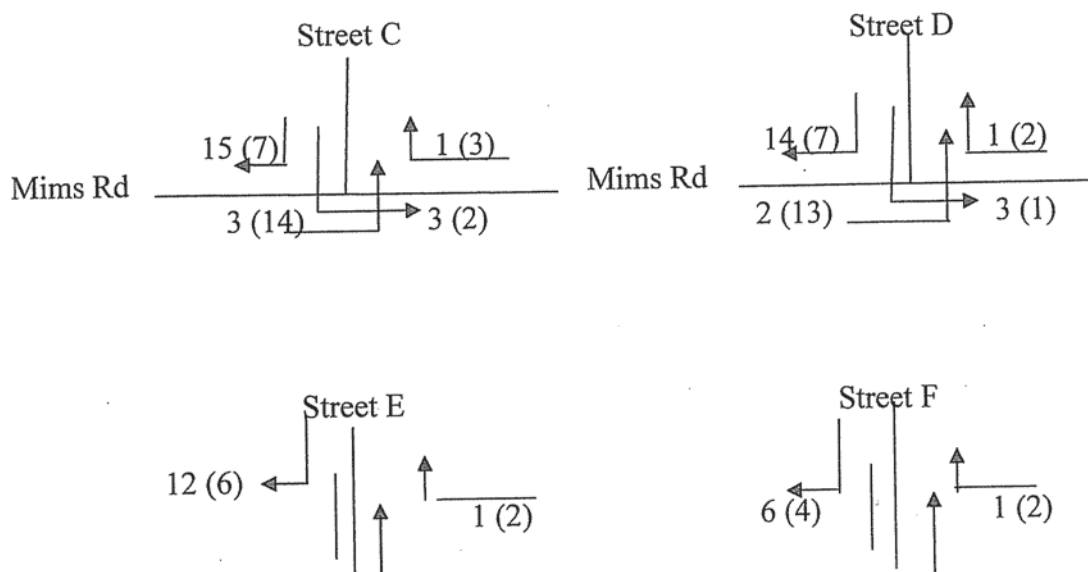 Street C
15 (7)
1 (3)
Mims Rd
3 (14)
3 (2)
Street D
14 (7)
1 (2)
Mims Rd
2 (13)
3 (1)
Street E
12 (6)
1 (2)
Street F
6 (4)
1 (2)